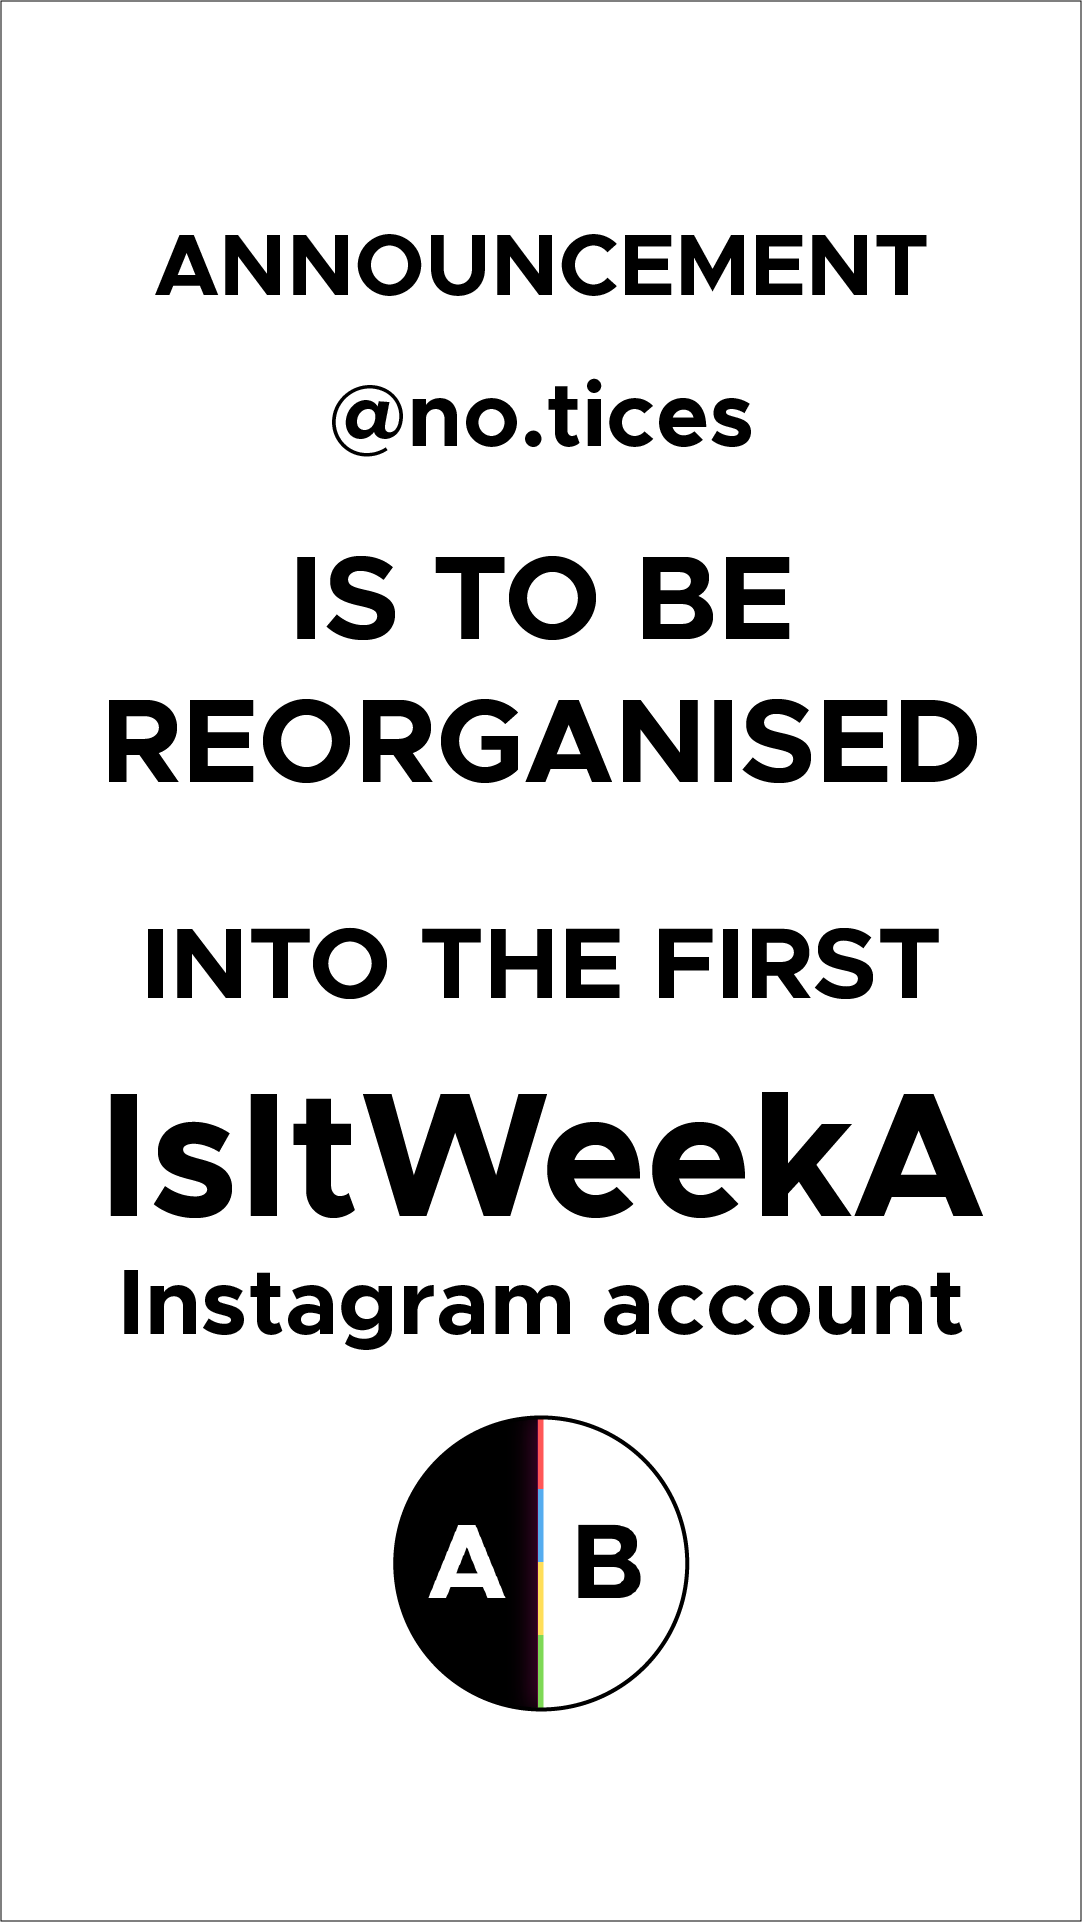 ANNOUNCEMENT
@no.tices
IS TO BE
REORGANISED
INTO THE FIRST
IsItWeekA
Instagram account
A B